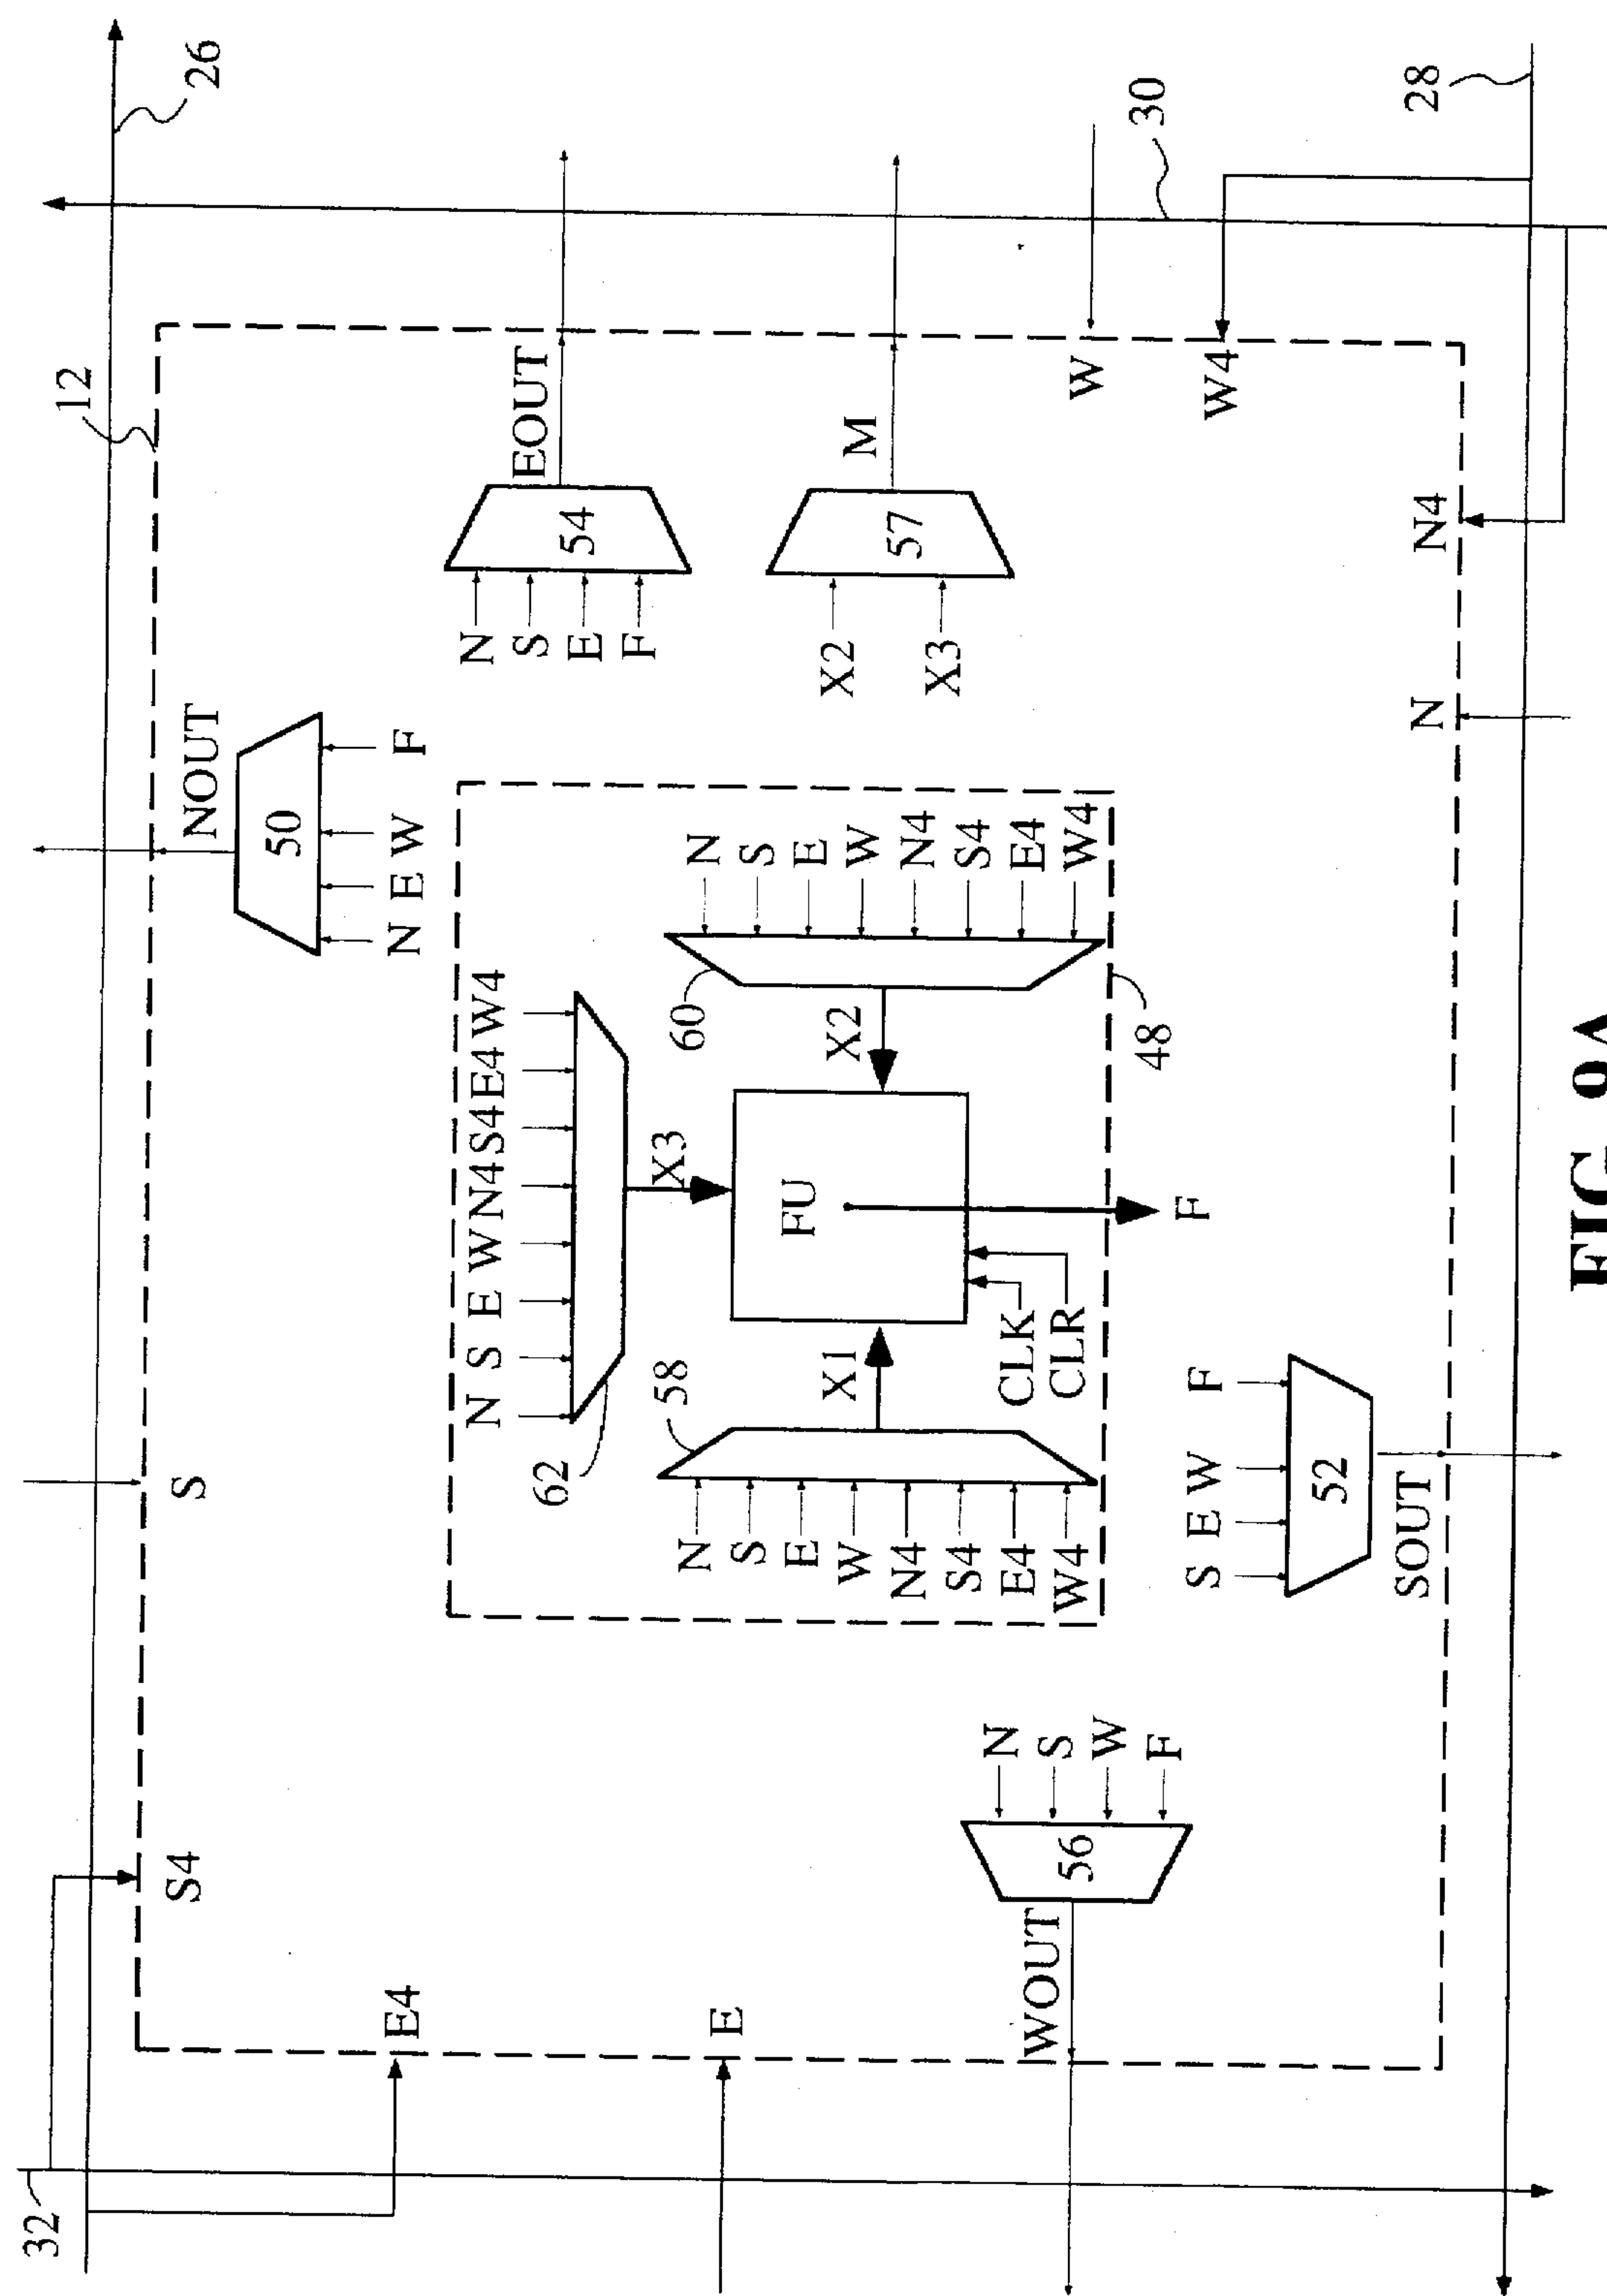 32
12
26
S4
S
NOUT
50
N E W F
E4
N S E W N4 S4 E4 W4
62
X3
N
S
E
F
54
EOUT
58
N
S
E
W
N4
S4
E4
W4
X1
FU
X2
60
N
S
E
W
N4
S4
E4
W4
E
X2
X3
57
M
CLK
CLR
F
48
WOUT
56
N
S
W
F
W
30
W4
S E W F
52
SOUT
N
N4
28
FIG. 8A